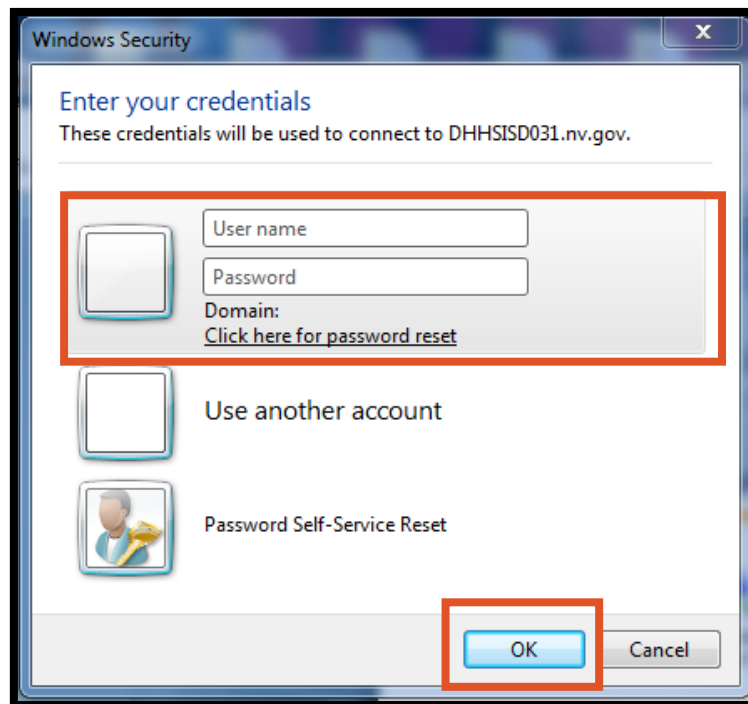 Windows Security
x
Enter your credentials
These credentials will be used to connect to DHHSISD031.nv.gov.
User name
Password
Domain:
Click here for password reset
Use another account
Password Self-Service Reset
OK Cancel